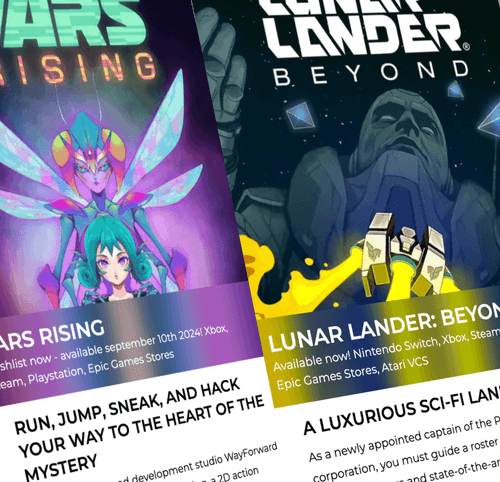 ARS
RISING
ARS RISING
shlist now - available september 10th 2024! Xbox,
eam, Playstation, Epic Games Stores
RUN, JUMP, SNEAK, AND HACK
YOUR WAY TO THE HEART OF THE
MYSTERY
nd development studio WayForward
a 2D action
LUNAR
LANDER®
BEYOND
LUNAR LANDER: BEYON
Available now! Nintendo Switch, Xbox, Steam
Epic Games Stores, Atari VCS
A LUXURIOUS SCI-FI LAN
As a newly appointed captain of the P
corporation, you must guide a roster
rs and state-of-the-a